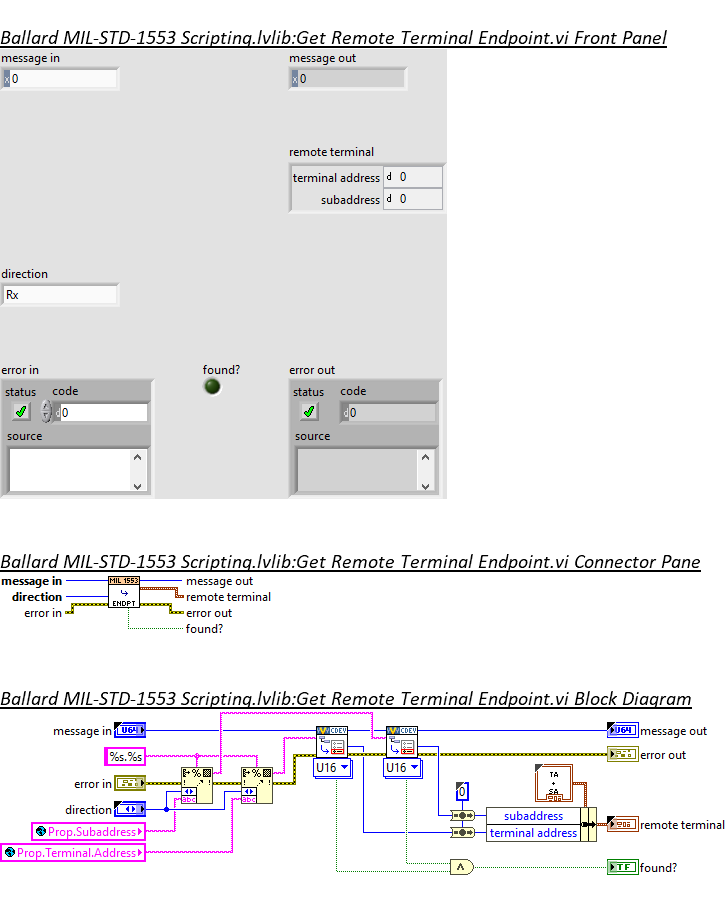 Ballard MIL-STD-1553 Scripting.lvlib:Get Remote Terminal Endpoint.vi Front Panel
message in
message out
x 0
x 0
remote terminal
terminal address d 0
subaddress d 0
direction
Rx
error in
found?
error out
status code
status code
d 0
d 0
source
source
Ballard MIL-STD-1553 Scripting.lvlib:Get Remote Terminal Endpoint.vi Connector Pane
message in MIL 1553 message out
direction remote terminal
error in ENDPT error out
found?
Ballard MIL-STD-1553 Scripting.lvlib:Get Remote Terminal Endpoint.vi Block Diagram
message in U64 CDEV CDEV U64 message out
%s.%s
error out
U16 U16
error in
% %
abc abc
TA
+
SA
0
direction
subaddress
terminal address
remote terminal
Prop.Subaddress
Prop.Terminal.Address
TF found?